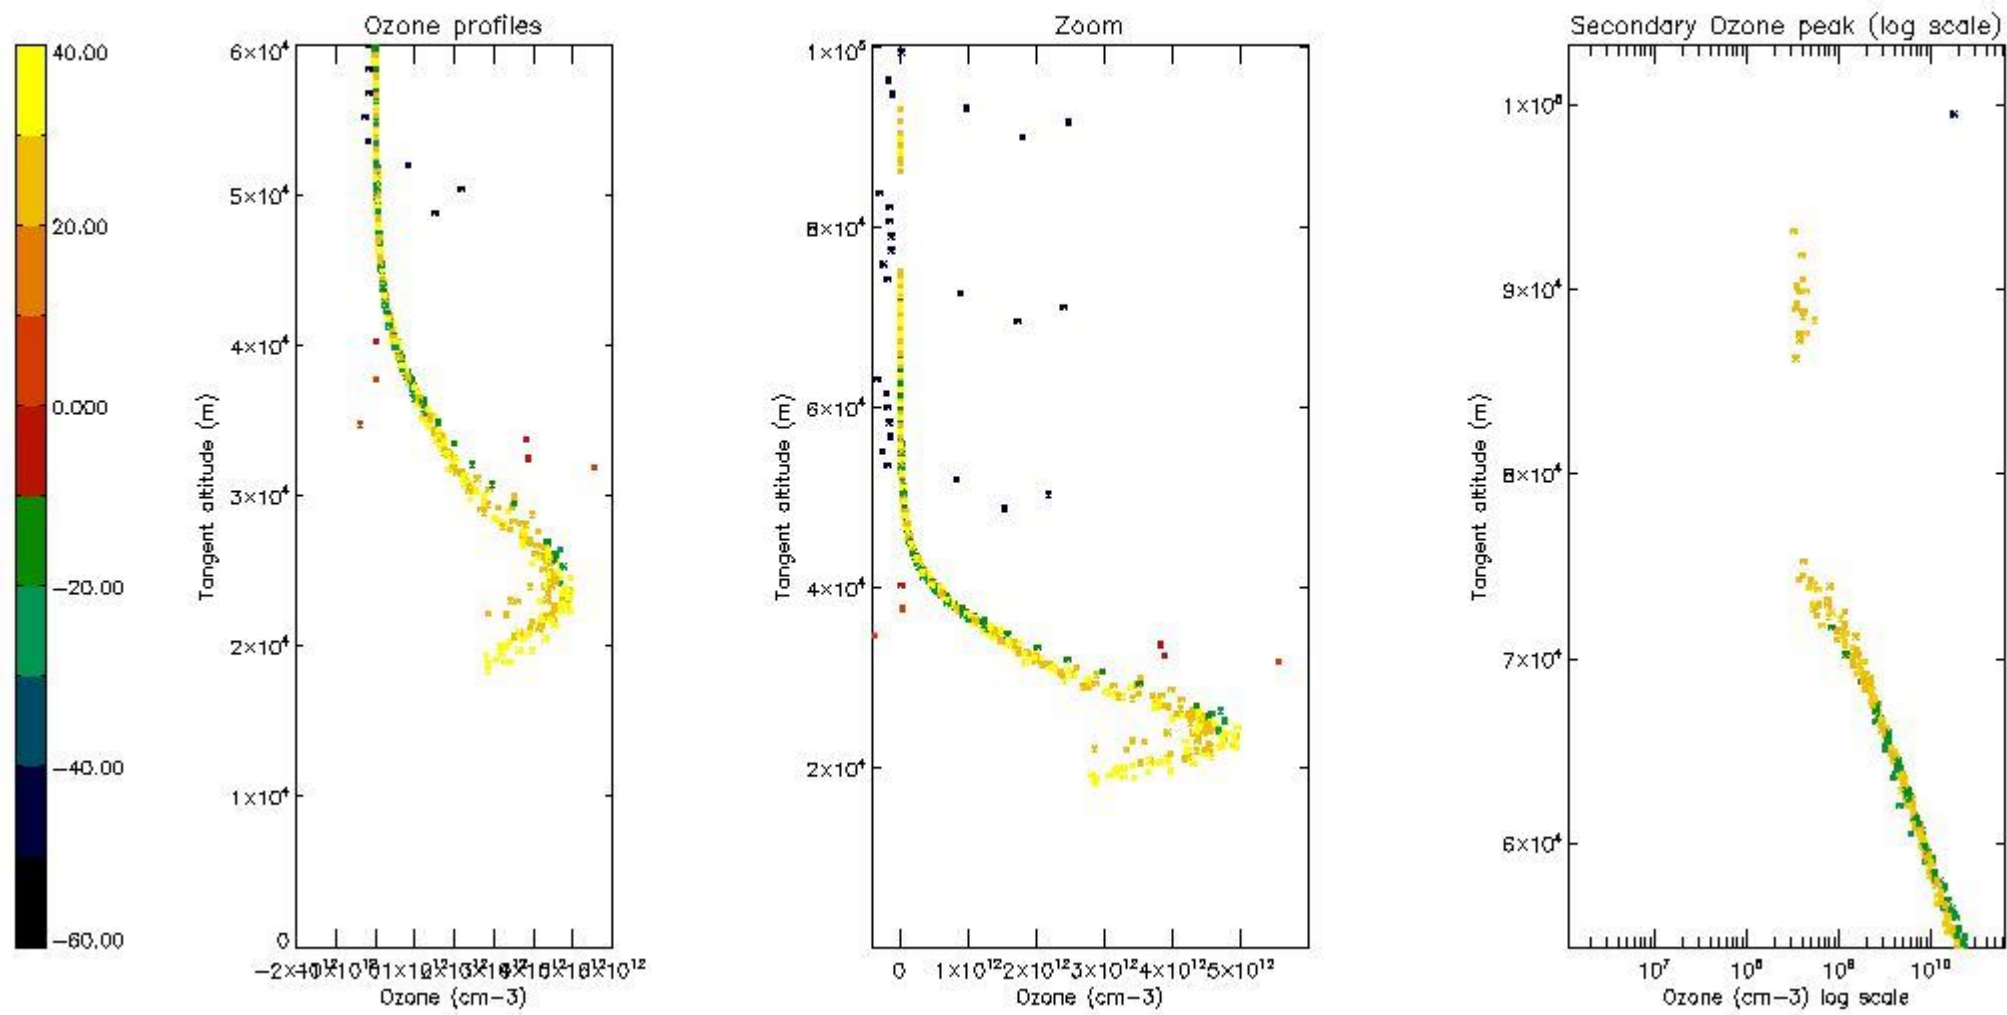 Ozone profiles
Zoom
Secondary Ozone peak (log scale)
40.00
20.00
0.000
−20.00
−40.00
−60.00
6×10⁴
5×10⁴
4×10⁴
3×10⁴
2×10⁴
1×10⁴
0
Tangent altitude (m)
Ozone (cm−3)
1×10⁵
8×10⁴
6×10⁴
4×10⁴
2×10⁴
Tangent altitude (m)
0 1×10¹² 2×10¹² 3×10¹² 4×10¹² 5×10¹²
Ozone (cm−3)
9×10⁴
8×10⁴
7×10⁴
6×10⁴
Tangent altitude (m)
10⁷ 10⁸ 10⁹ 10¹⁰
Ozone (cm−3) log scale